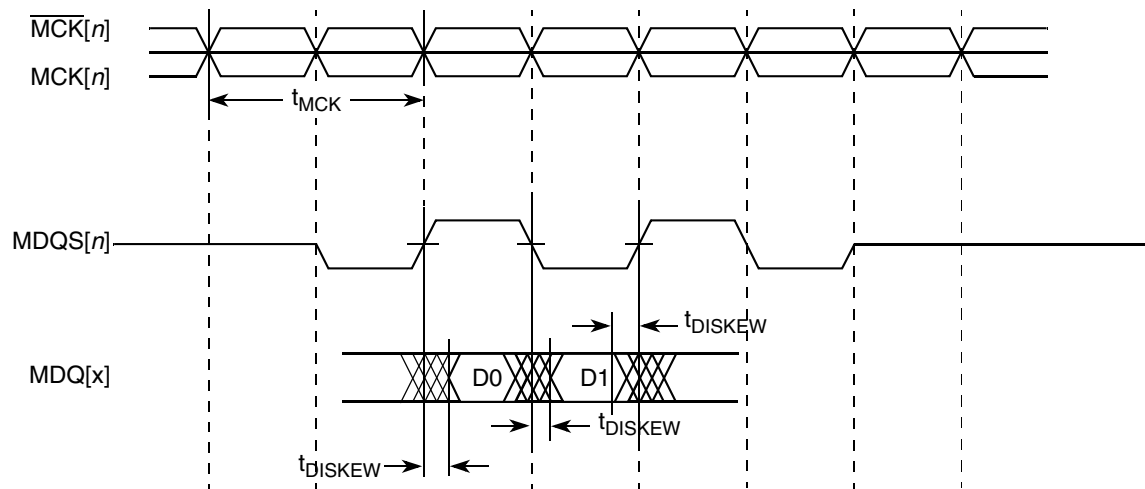 MCK[n]
MCK[n]
tMCK
MDQS[n]
tDISKEW
MDQ[x]
D0
D1
tDISKEW
tDISKEW